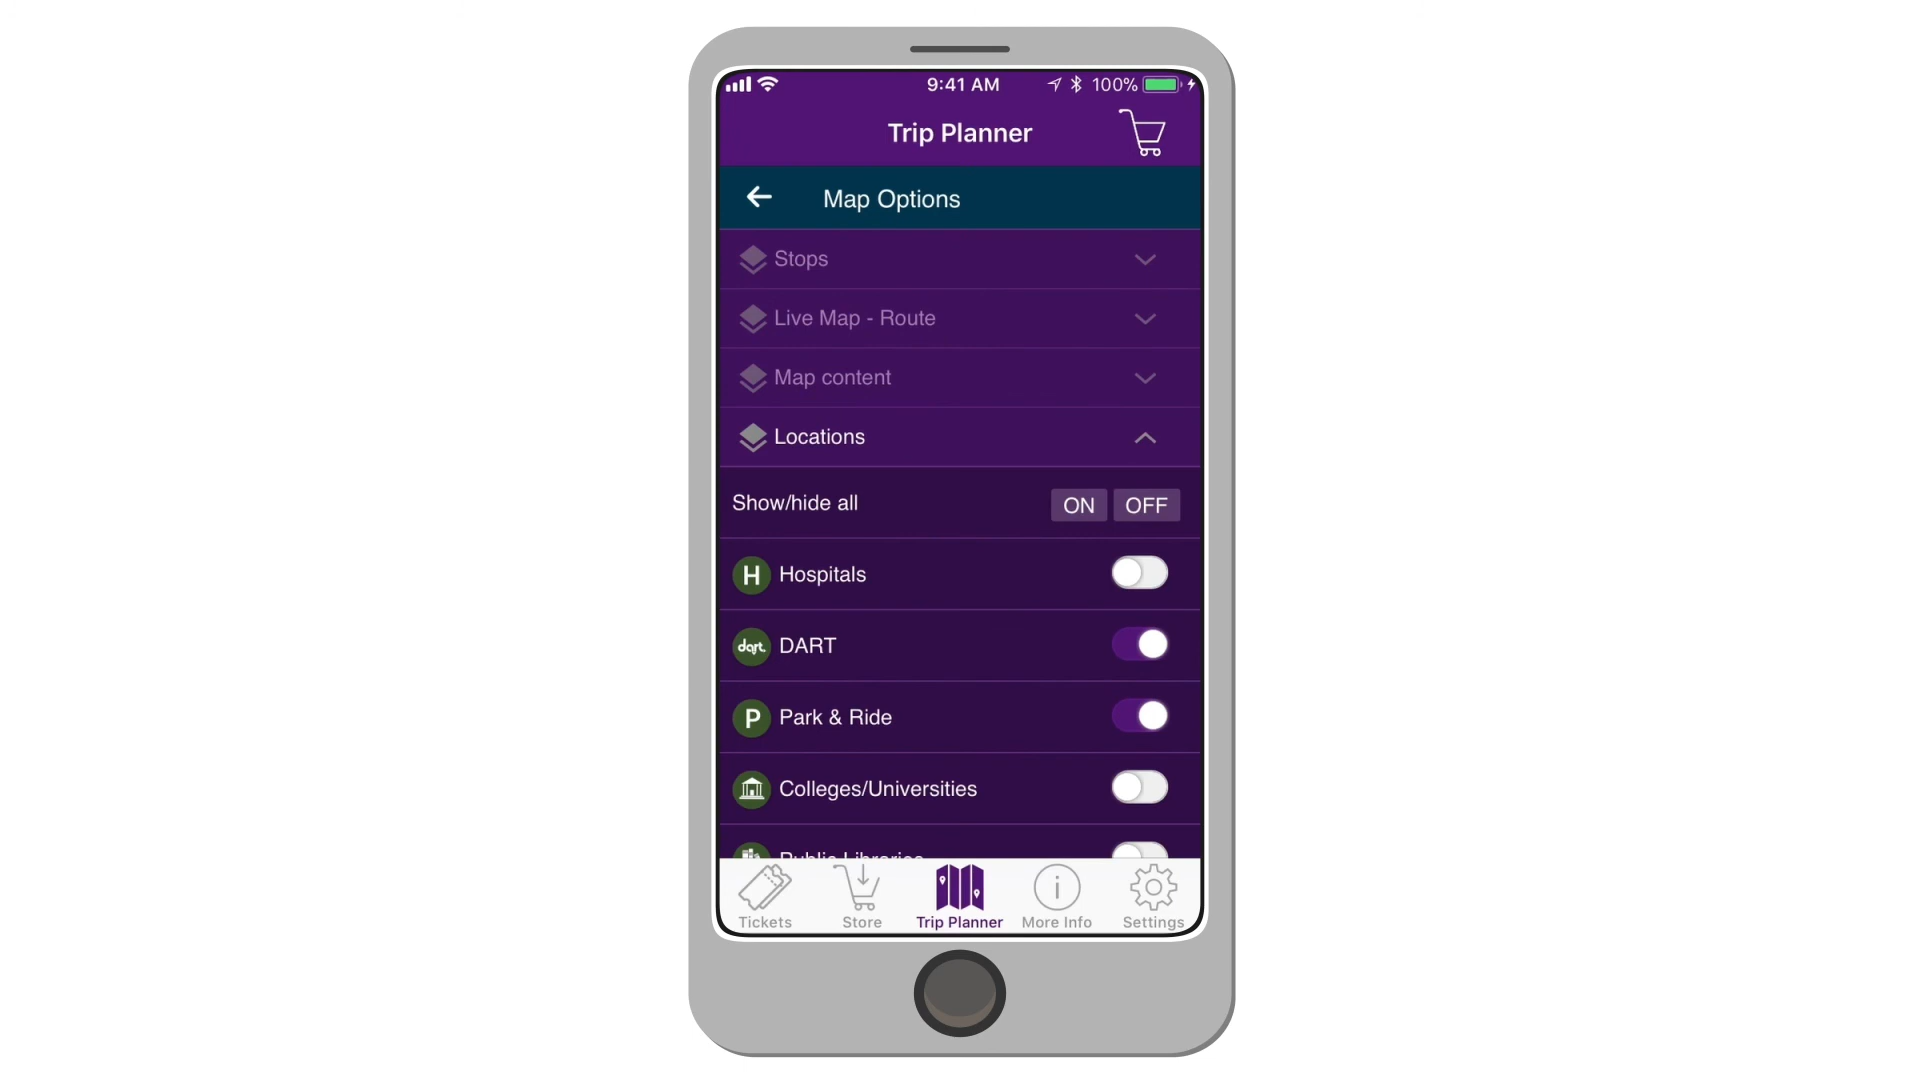 9:41 AM 100%
Trip Planner
Map Options
Stops
Live Map - Route
Map content
Locations
Show/hide all ON OFF
H Hospitals
dart. DART
P Park & Ride
Colleges/Universities
Public Libraries
Tickets Store Trip Planner More Info Settings